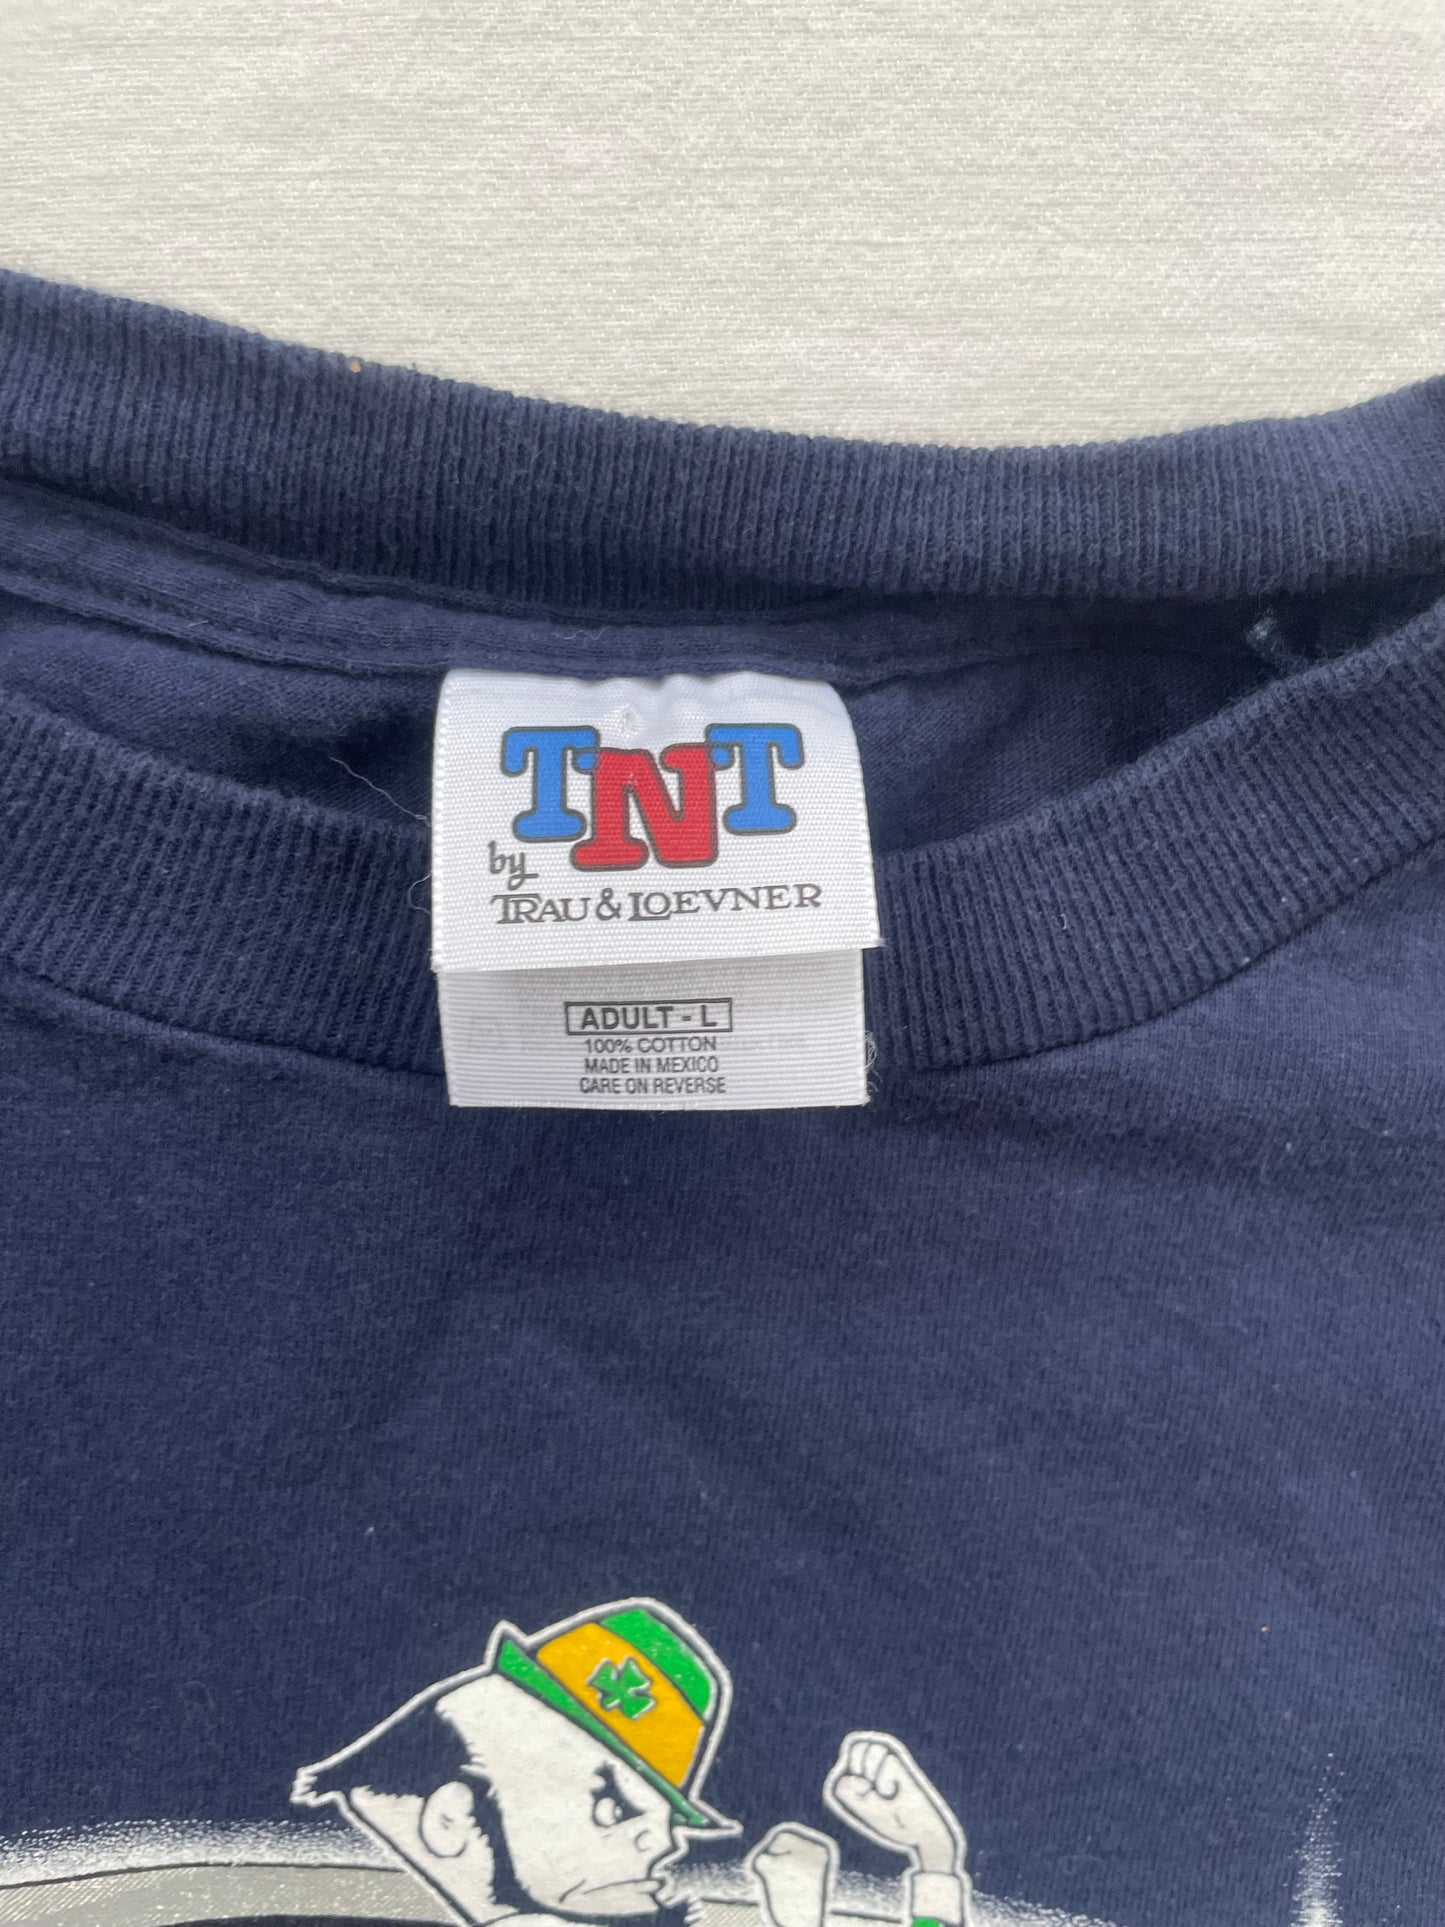 TNT
by
TRAU & LOEVNER
ADULT - L
100% COTTON
MADE IN MEXICO
CARE ON REVERSE